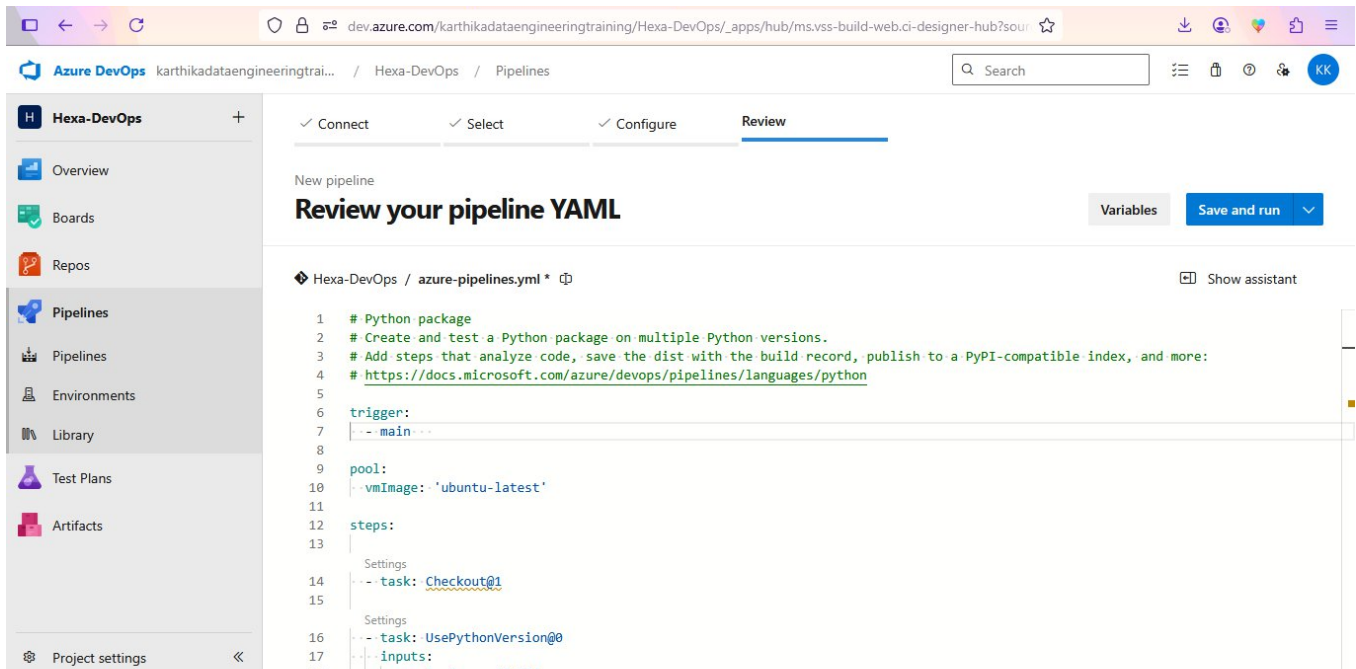 dev.azure.com/karthikadataengineeringtraining/Hexa-DevOps/_apps/hub/ms.vss-build-web.ci-designer-hub?sour
Azure DevOps karthikadataengineeringtrai... / Hexa-DevOps / Pipelines
Search
KK
H Hexa-DevOps +
Overview
Boards
Repos
Pipelines
Pipelines
Environments
Library
Test Plans
Artifacts
Project settings
Connect Select Configure Review
New pipeline
Review your pipeline YAML
Variables Save and run
Hexa-DevOps / azure-pipelines.yml *
Show assistant
1 # Python package
2 # Create and test a Python package on multiple Python versions.
3 # Add steps that analyze code, save the dist with the build record, publish to a PyPI-compatible index, and more:
4 # https://docs.microsoft.com/azure/devops/pipelines/languages/python
5
6 trigger:
7   - main
8
9 pool:
10   vmImage: 'ubuntu-latest'
11
12 steps:
13
Settings
14   - task: Checkout@1
15
Settings
16   - task: UsePythonVersion@0
17     inputs: